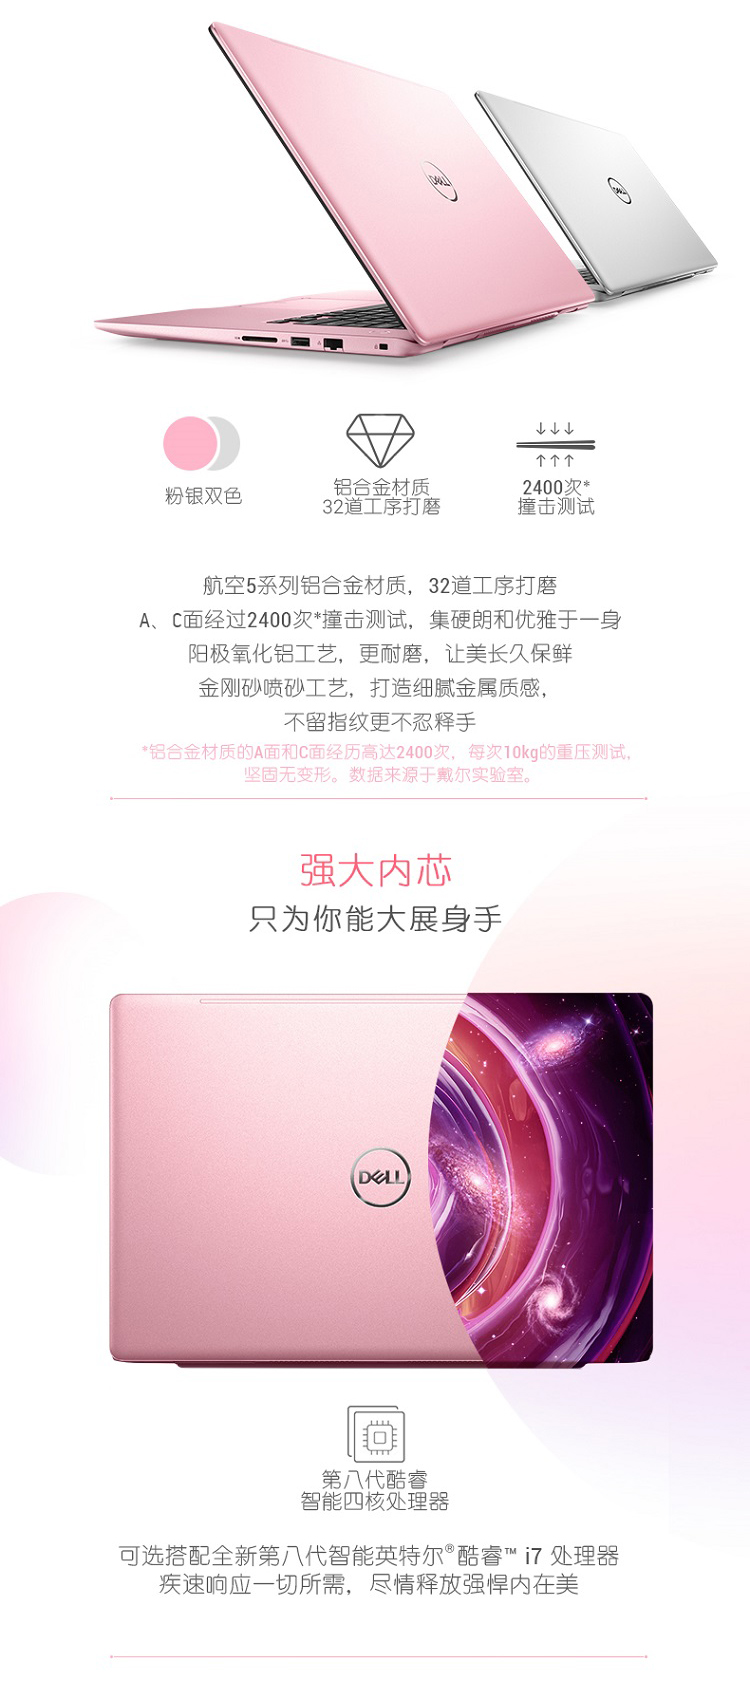 DELL
DELL
粉银双色
铝合金材质
32道工序打磨
2400次*
撞击测试
航空5系列铝合金材质，32道工序打磨
A、C面经过2400次*撞击测试，集硬朗和优雅于一身
阳极氧化铝工艺，更耐磨，让美长久保鲜
金刚砂喷砂工艺，打造细腻金属质感，
不留指纹更不忍释手
*铝合金材质的A面和C面经历高达2400次，每次10kg的重压测试，
坚固无变形。数据来源于戴尔实验室。
强大内芯
只为你能大展身手
DELL
第八代酷睿
智能四核处理器
可选搭配全新第八代智能英特尔®酷睿™ i7 处理器
疾速响应一切所需，尽情释放强悍内在美